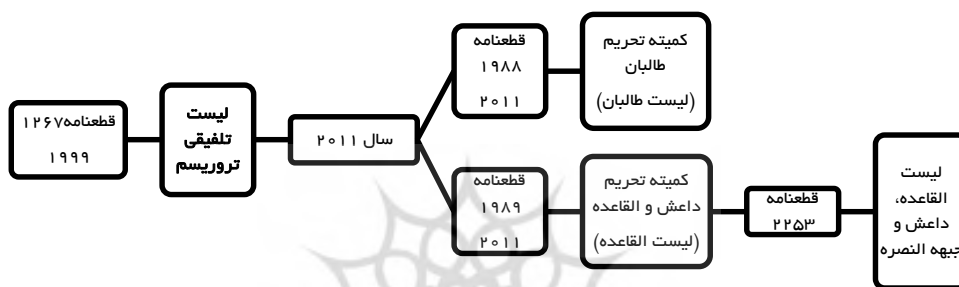 قطعنامه۱۲۶۷
۱۹۹۹
لیست
تلفیقی
تروریسم
سال ۲۰۱۱
قطعنامه
۱۹۸۸
۲۰۱۱
کمیته تحریم
طالبان
(لیست طالبان)
قطعنامه
۱۹۸۹
۲۰۱۱
کمیته تحریم
داعش و القاعده
(لیست القاعده)
قطعنامه
۲۲۵۳
لیست
القاعده،
داعش و
جبهه النصره